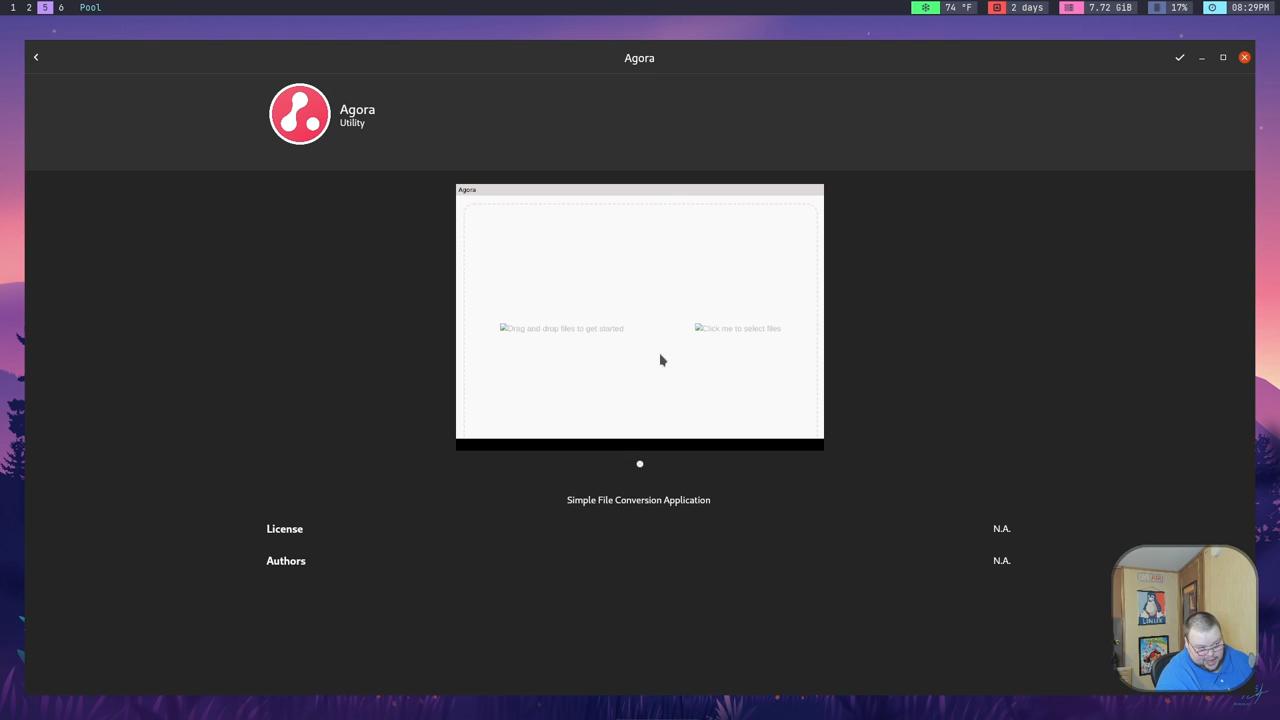 1 2 5 6 Pool
74 °F 2 days 7.72 GiB 17% 08:29PM
Agora
Agora
Utility
Agora
Drag and drop files to get started
Click me to select files
Simple File Conversion Application
License N.A.
Authors N.A.
LINUX